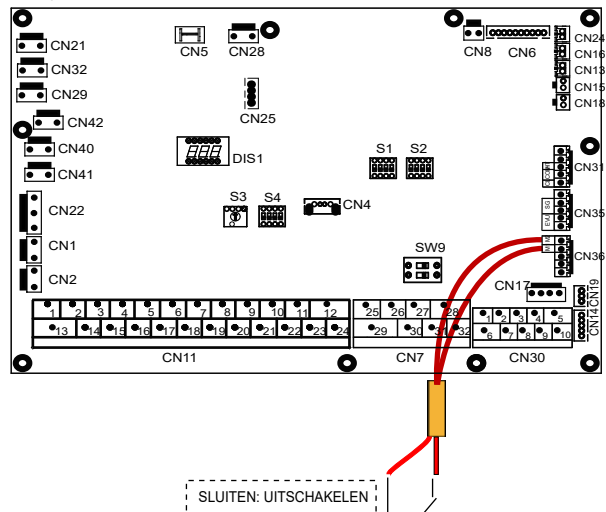 CN21
CN5
CN28
CN8
CN6
CN24
CN32
CN16
CN13
CN29
CN15
CN18
CN25
CN42
CN40
DIS1
S1
S2
CN31
CN41
CN22
S3
S4
CN4
SG
EVU
CN35
CN1
SW9
M
M
CN36
CN2
CN17
CN19
1 2 3 4 5 6 7 8 9 10 11 12
25 26 27 28
1 2 3 4 5
CN14
13 14 15 16 17 18 19 20 21 22 23 24
29 30 31 32
6 7 8 9 10
CN11
CN7
CN30
SLUITEN: UITSCHAKELEN